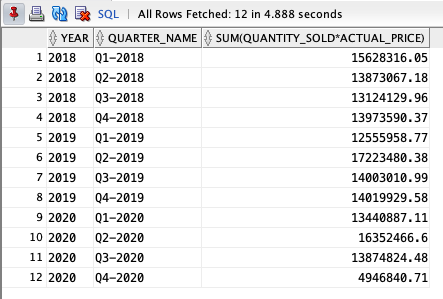 SQL | All Rows Fetched: 12 in 4.888 seconds
YEAR QUARTER_NAME SUM(QUANTITY_SOLD*ACTUAL_PRICE)
1 2018 Q1-2018 15628316.05
2 2018 Q2-2018 13873067.18
3 2018 Q3-2018 13124129.96
4 2018 Q4-2018 13973590.37
5 2019 Q1-2019 12555958.77
6 2019 Q2-2019 17223480.38
7 2019 Q3-2019 14003010.99
8 2019 Q4-2019 14019929.58
9 2020 Q1-2020 13440887.11
10 2020 Q2-2020 16352466.6
11 2020 Q3-2020 13874824.48
12 2020 Q4-2020 4946840.71